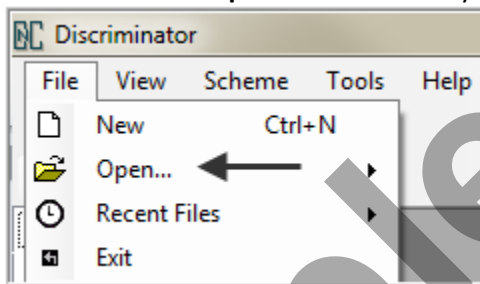 Discriminator
File View Scheme Tools Help
New Ctrl+N
Open...
Recent Files
Exit